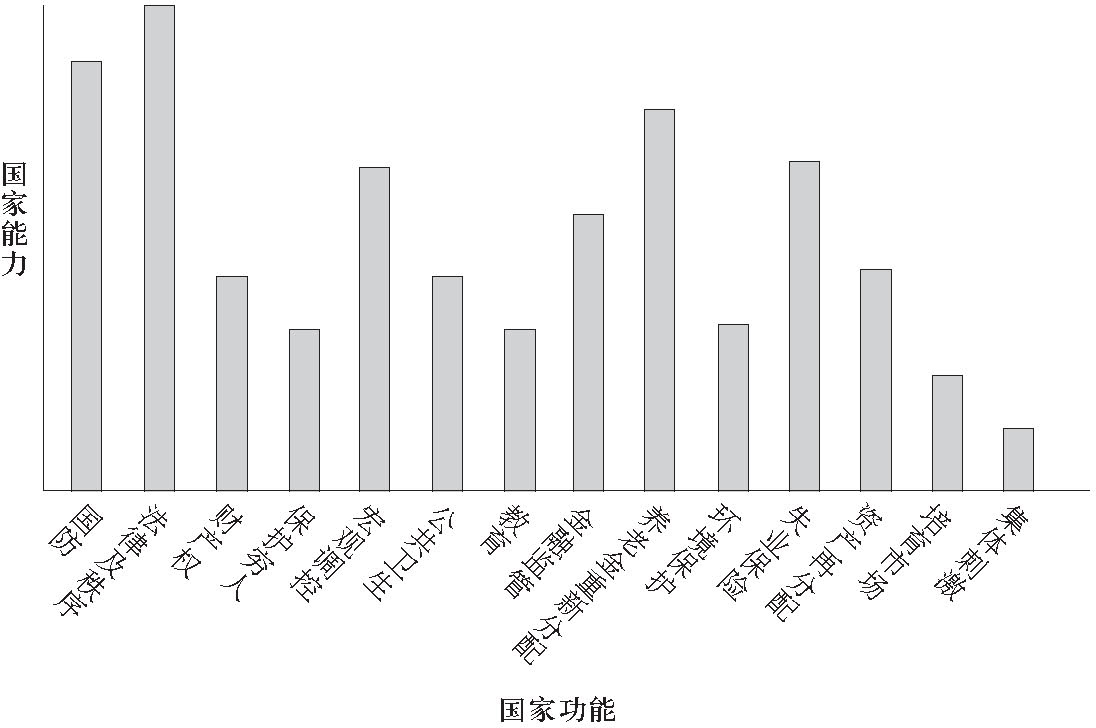 国家能力
国防
法律及秩序
财产权
保护穷人
宏观调控
公共卫生
教育
金融监管
养老金重新分配
环境保护
失业保险
资产再分配
培育市场
集体刺激
国家功能